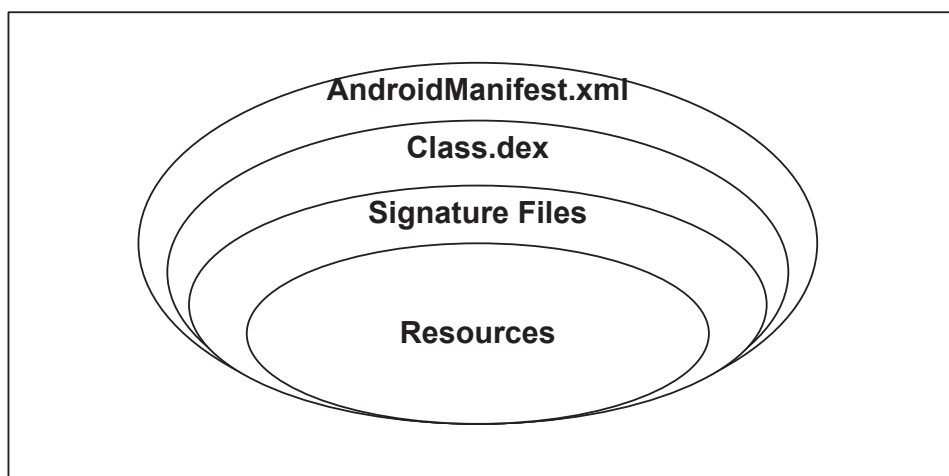 AndroidManifest.xml
Class.dex
Signature Files
Resources